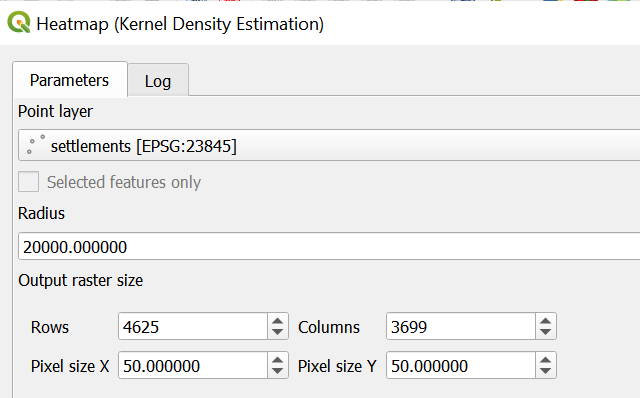 Heatmap (Kernel Density Estimation)
Parameters Log
Point layer
settlements [EPSG:23845]
Selected features only
Radius
20000.000000
Output raster size
Rows 4625 Columns 3699
Pixel size X 50.000000 Pixel size Y 50.000000